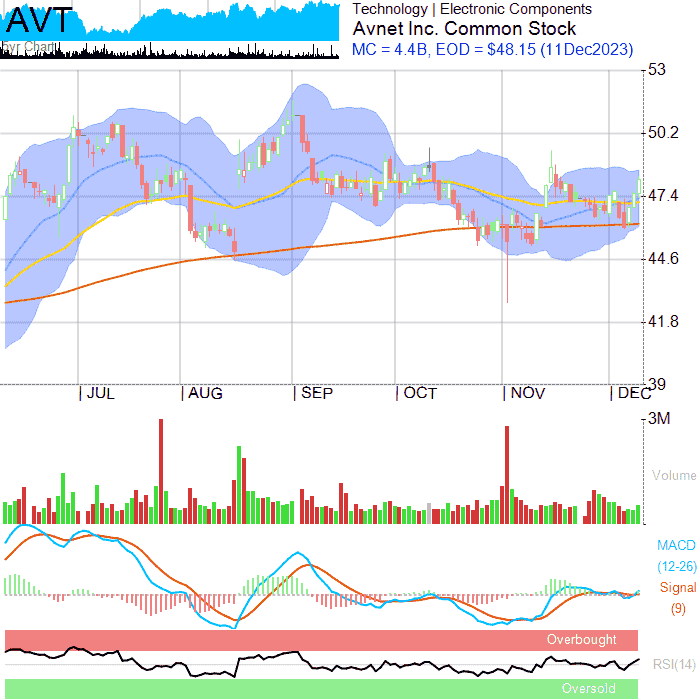 AVT
5yr Chart
Technology | Electronic Components
Avnet Inc. Common Stock
MC = 4.4B, EOD = $48.15 (11Dec2023)
53
50.2
47.4
44.6
41.8
39
| JUL | AUG | SEP | OCT | NOV | DEC
3M
Volume
MACD
(12-26)
Signal
(9)
Overbought
RSI(14)
Oversold